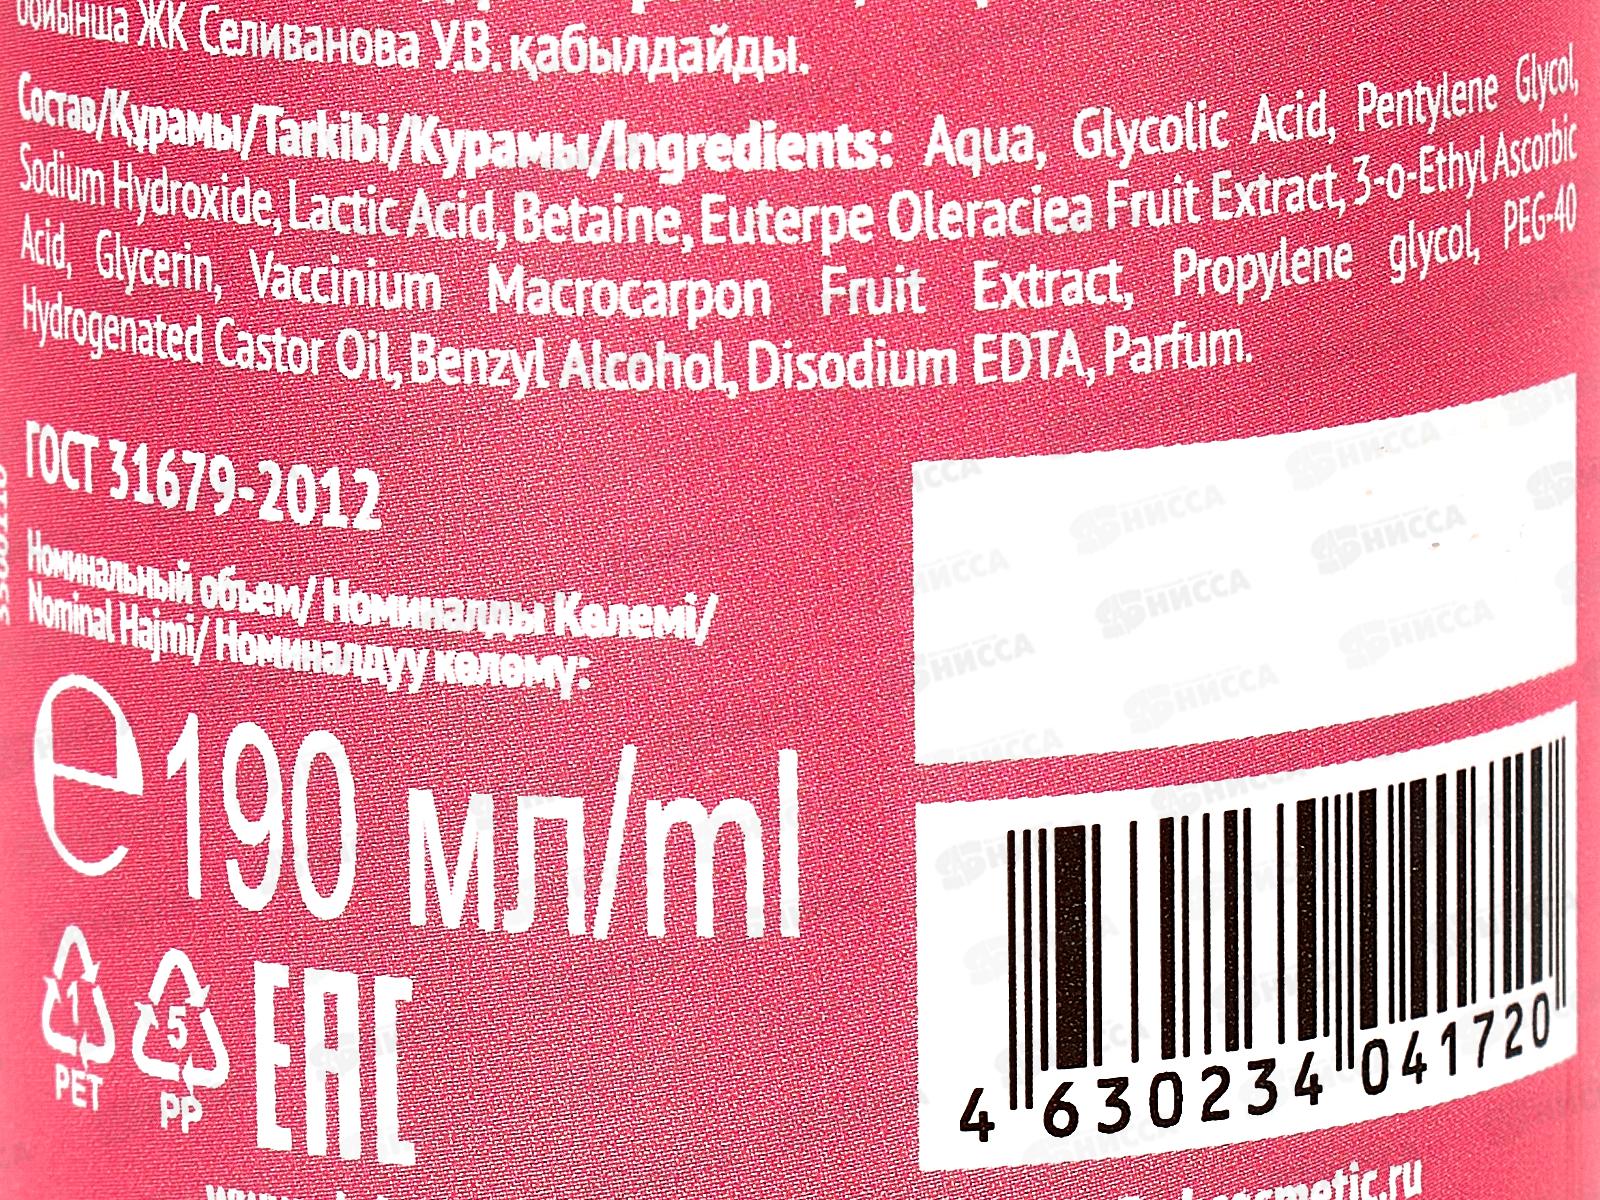 бойынша ЖК Селиванова У.В. қабылдайды.
Состав/Құрамы/Tarkibi/Курамы/Ingredients: Aqua, Glycolic Acid, Pentylene Glycol,
Sodium Hydroxide, Lactic Acid, Betaine, Euterpe Oleraciea Fruit Extract, 3-o-Ethyl Ascorbic
Acid, Glycerin, Vaccinium Macrocarpon Fruit Extract, Propylene glycol, PEG-40
Hydrogenated Castor Oil, Benzyl Alcohol, Disodium EDTA, Parfum.
ГОСТ 31679-2012
Номинальный объем/ Номиналды Көлемі/
Nominal Hajmi/ Номиналдуу көлөмү:
e 190 мл/ml
1 PET
5 PP
EAC
4 630234 041720
НИССА